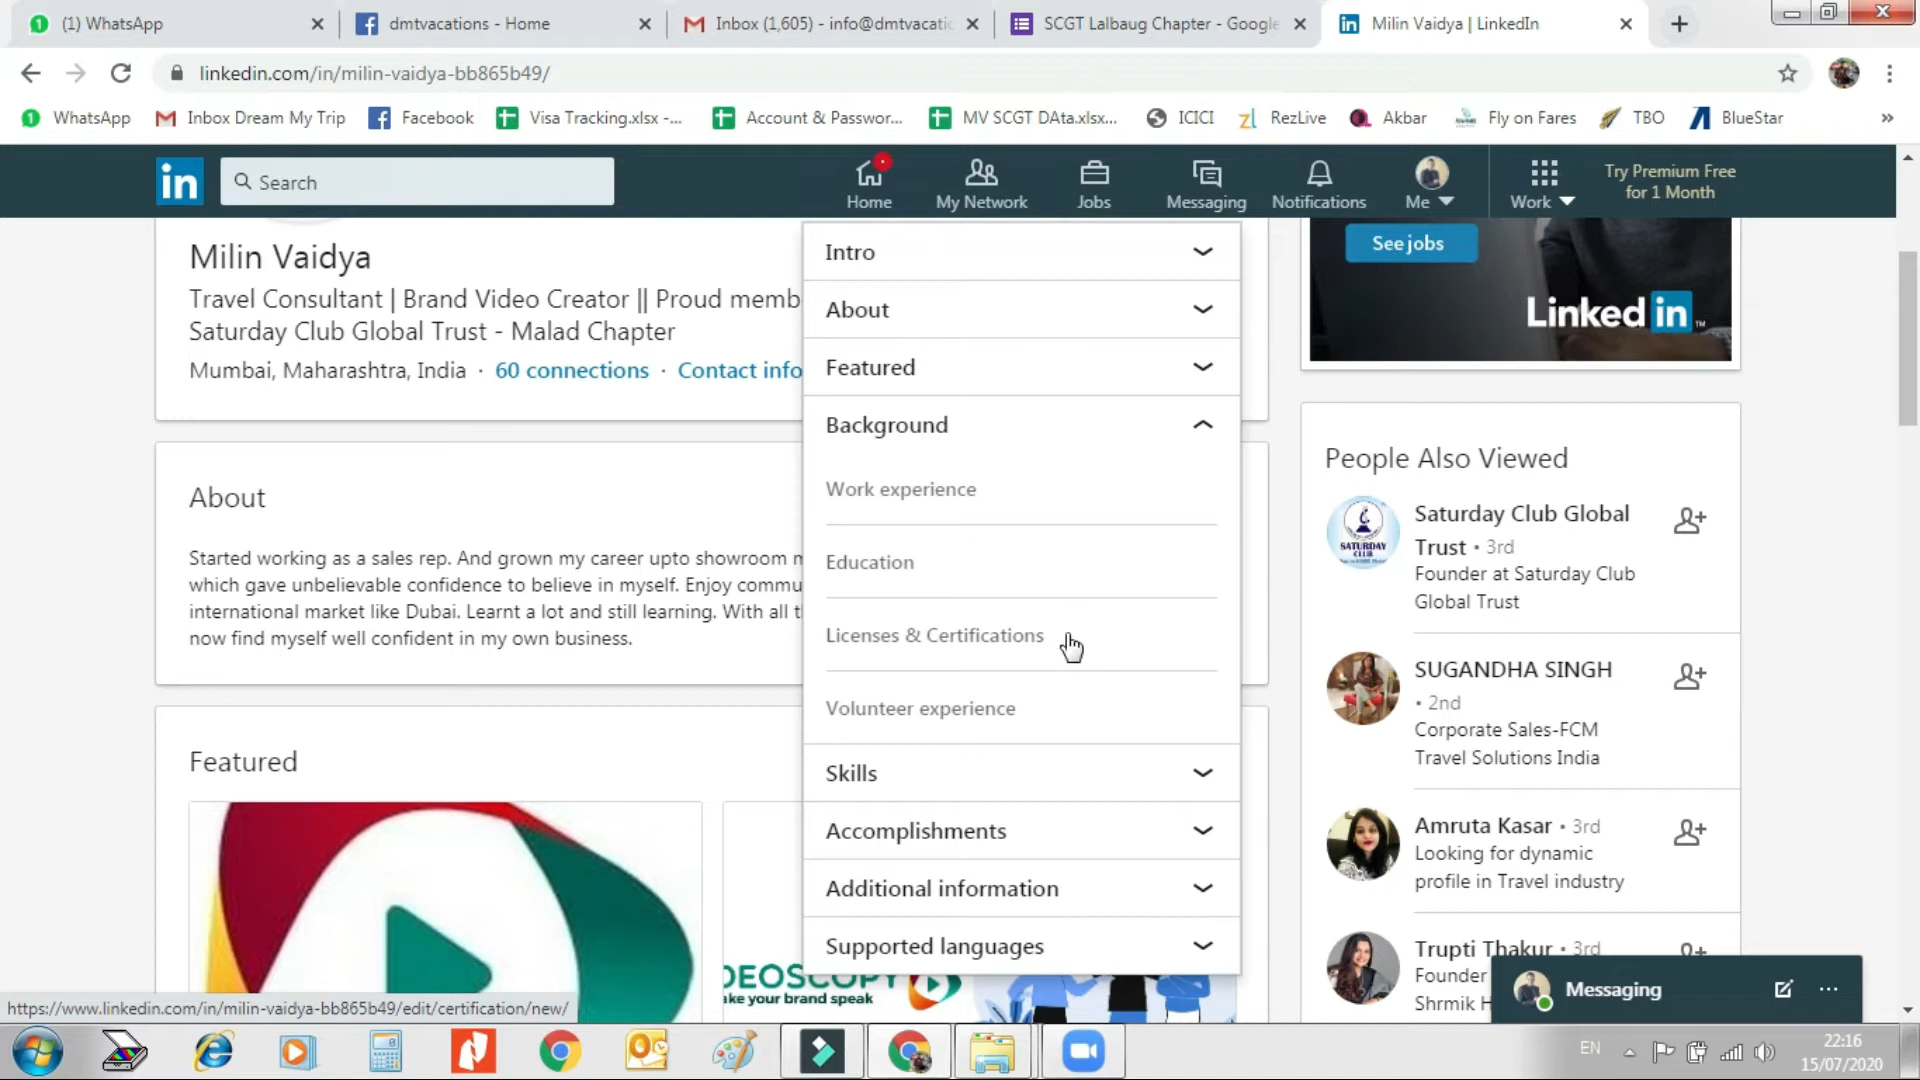 (1) WhatsApp
dmtvacations - Home
Inbox (1,605) - info@dmtvacatic
SCGT Lalbaug Chapter - Google
Milin Vaidya | LinkedIn
linkedin.com/in/milin-vaidya-bb865b49/
WhatsApp
Inbox Dream My Trip
Facebook
Visa Tracking.xlsx -...
Account & Passwor...
MV SCGT DAta.xlsx...
ICICI
RezLive
Akbar
Fly on Fares
TBO
BlueStar
in
Search
Home
My Network
Jobs
Messaging
Notifications
Me
Work
Try Premium Free
for 1 Month
Milin Vaidya
Travel Consultant | Brand Video Creator || Proud memb
Saturday Club Global Trust - Malad Chapter
Mumbai, Maharashtra, India · 60 connections · Contact info
About
Started working as a sales rep. And grown my career upto showroom m
which gave unbelievable confidence to believe in myself. Enjoy commu
international market like Dubai. Learnt a lot and still learning. With all t
now find myself well confident in my own business.
Featured
DEOSCOPY
ake your brand speak
Intro
About
Featured
Background
Work experience
Education
Licenses & Certifications
Volunteer experience
Skills
Accomplishments
Additional information
Supported languages
See jobs
Linked in
People Also Viewed
SATURDAY
CLUB
Saturday Club Global
Trust • 3rd
Founder at Saturday Club
Global Trust
SUGANDHA SINGH
• 2nd
Corporate Sales-FCM
Travel Solutions India
Amruta Kasar • 3rd
Looking for dynamic
profile in Travel industry
Trupti Thakur • 3rd
Founder
Shrmik H
Messaging
https://www.linkedin.com/in/milin-vaidya-bb865b49/edit/certification/new/
EN
22:16
15/07/2020